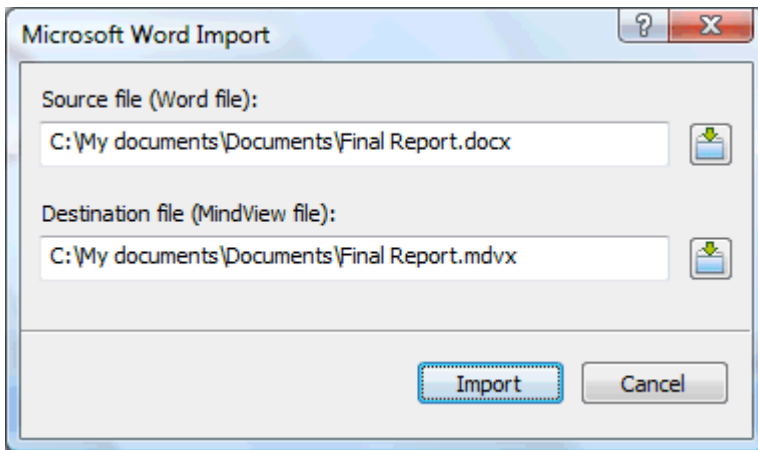 Microsoft Word Import
Source file (Word file):
C:\My documents\Documents\Final Report.docx
Destination file (MindView file):
C:\My documents\Documents\Final Report.mdvx
Import Cancel